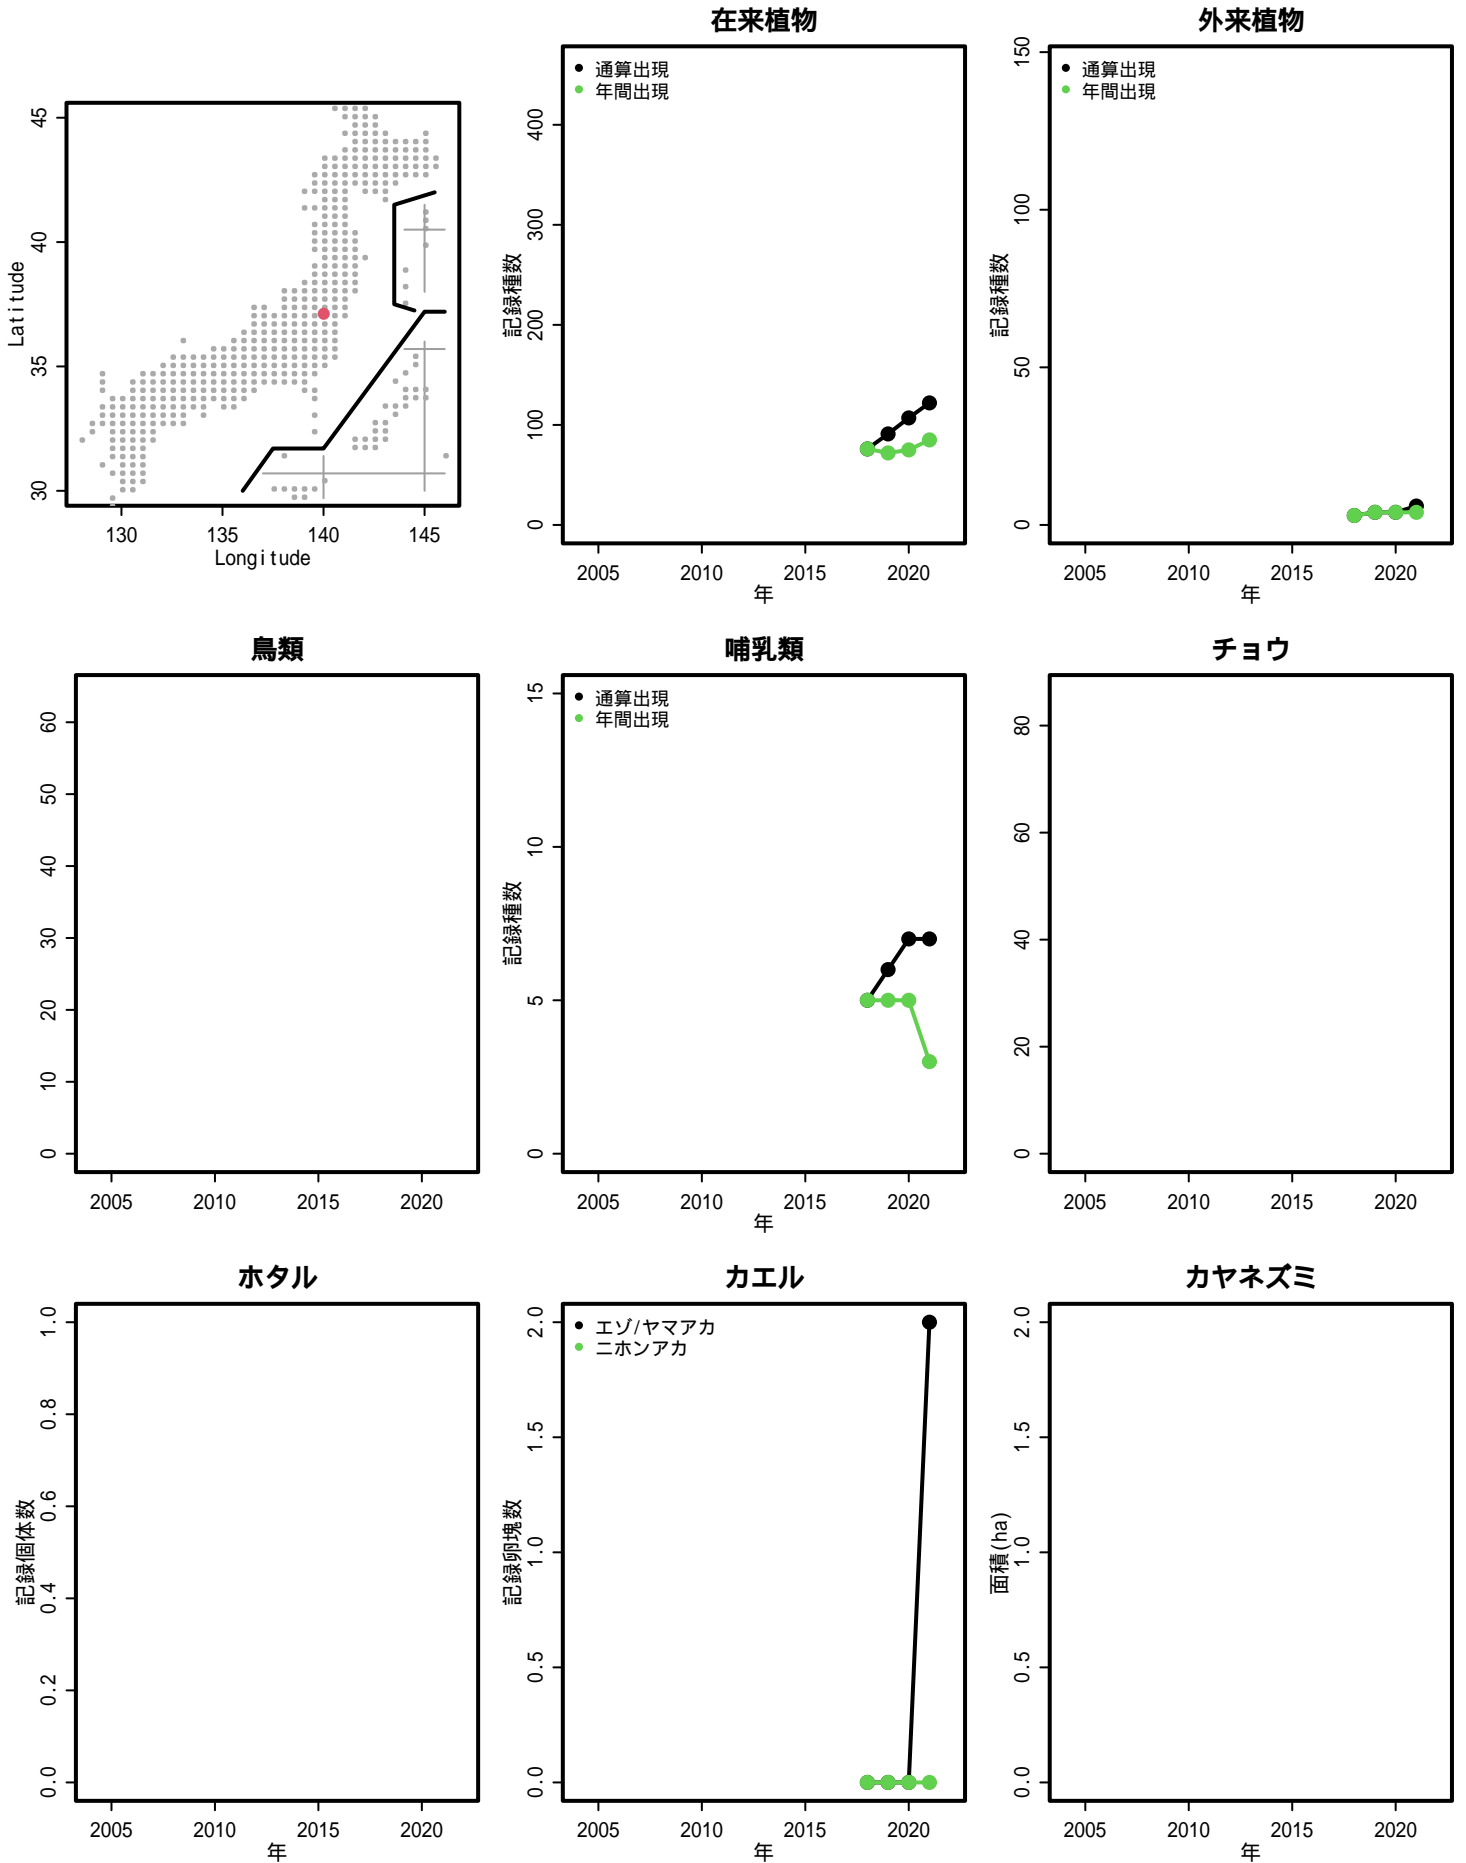 45
40
35
30
Latitude
130
135
140
145
Longitude
在来植物
通算出現
年間出現
400
300
200
100
0
記録種数
2005
2010
2015
2020
年
外来植物
通算出現
年間出現
150
100
50
0
記録種数
2005
2010
2015
2020
年
鳥類
60
50
40
30
20
10
0
2005
2010
2015
2020
哺乳類
通算出現
年間出現
15
10
5
0
記録種数
2005
2010
2015
2020
年
チョウ
80
60
40
20
0
2005
2010
2015
2020
ホタル
1.0
0.8
0.6
0.4
0.2
0.0
記録個体数
2005
2010
2015
2020
年
カエル
エゾ/ヤマアカ
ニホンアカ
2.0
1.5
1.0
0.5
0.0
記録卵塊数
2005
2010
2015
2020
年
カヤネズミ
2.0
1.5
1.0
0.5
0.0
面積(ha)
2005
2010
2015
2020
年